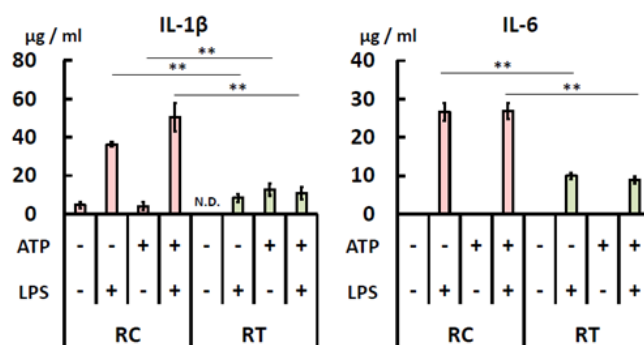 IL-1β
µg / ml
80
60
40
20
0
**
**
**
N.D.
ATP - - + + - - + +
LPS - + - + - + - +
RC RT
IL-6
µg / ml
40
30
20
10
0
**
**
ATP - - + + - - + +
LPS - + - + - + - +
RC RT